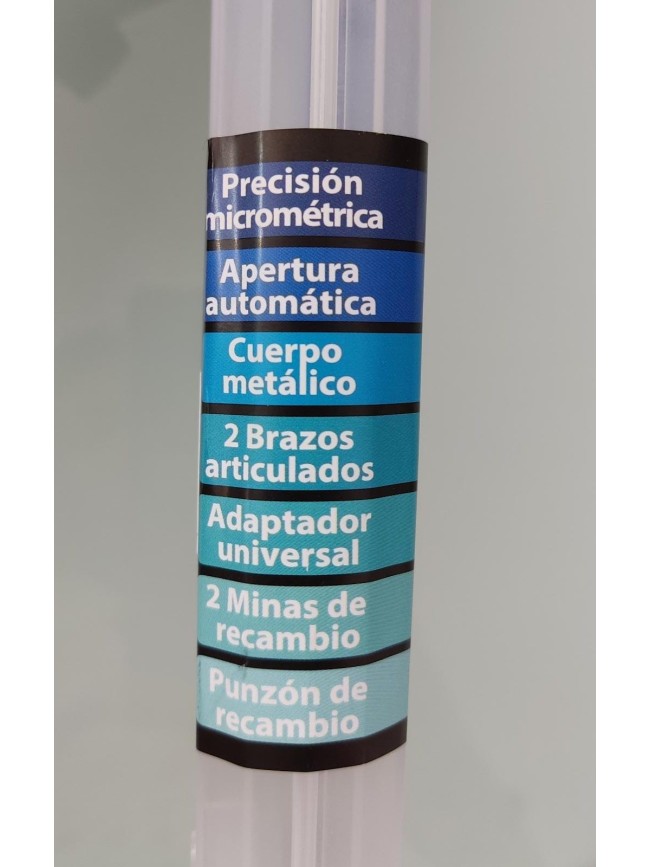 Precisión
micrométrica
Apertura
automática
Cuerpo
metálico
2 Brazos
articulados
Adaptador
universal
2 Minas de
recambio
Punzón de
recambio